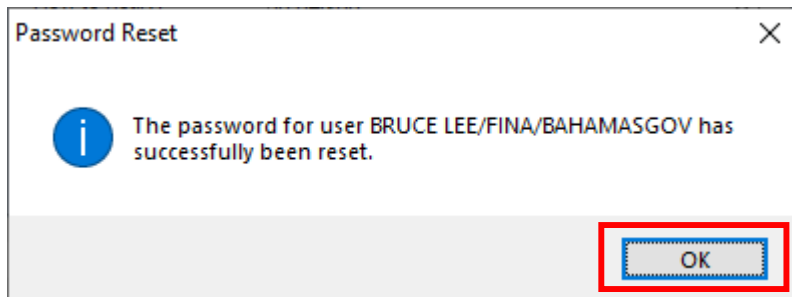 Password Reset
The password for user BRUCE LEE/FINA/BAHAMASGOV has
successfully been reset.
OK